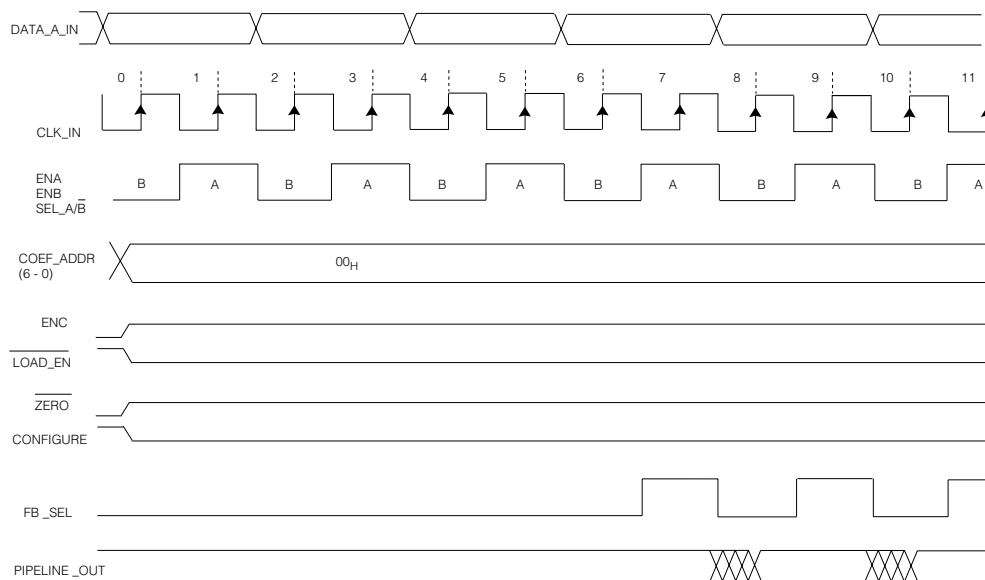 DATA_A_IN
0 1 2 3 4 5 6 7 8 9 10 11
CLK_IN
ENA
ENB
SEL_A/B̅
B A B A B A B A B A B A
COEF_ADDR
(6 - 0)
00H
ENC
LOAD_EN
ZERO
CONFIGURE
FB _SEL
PIPELINE _OUT